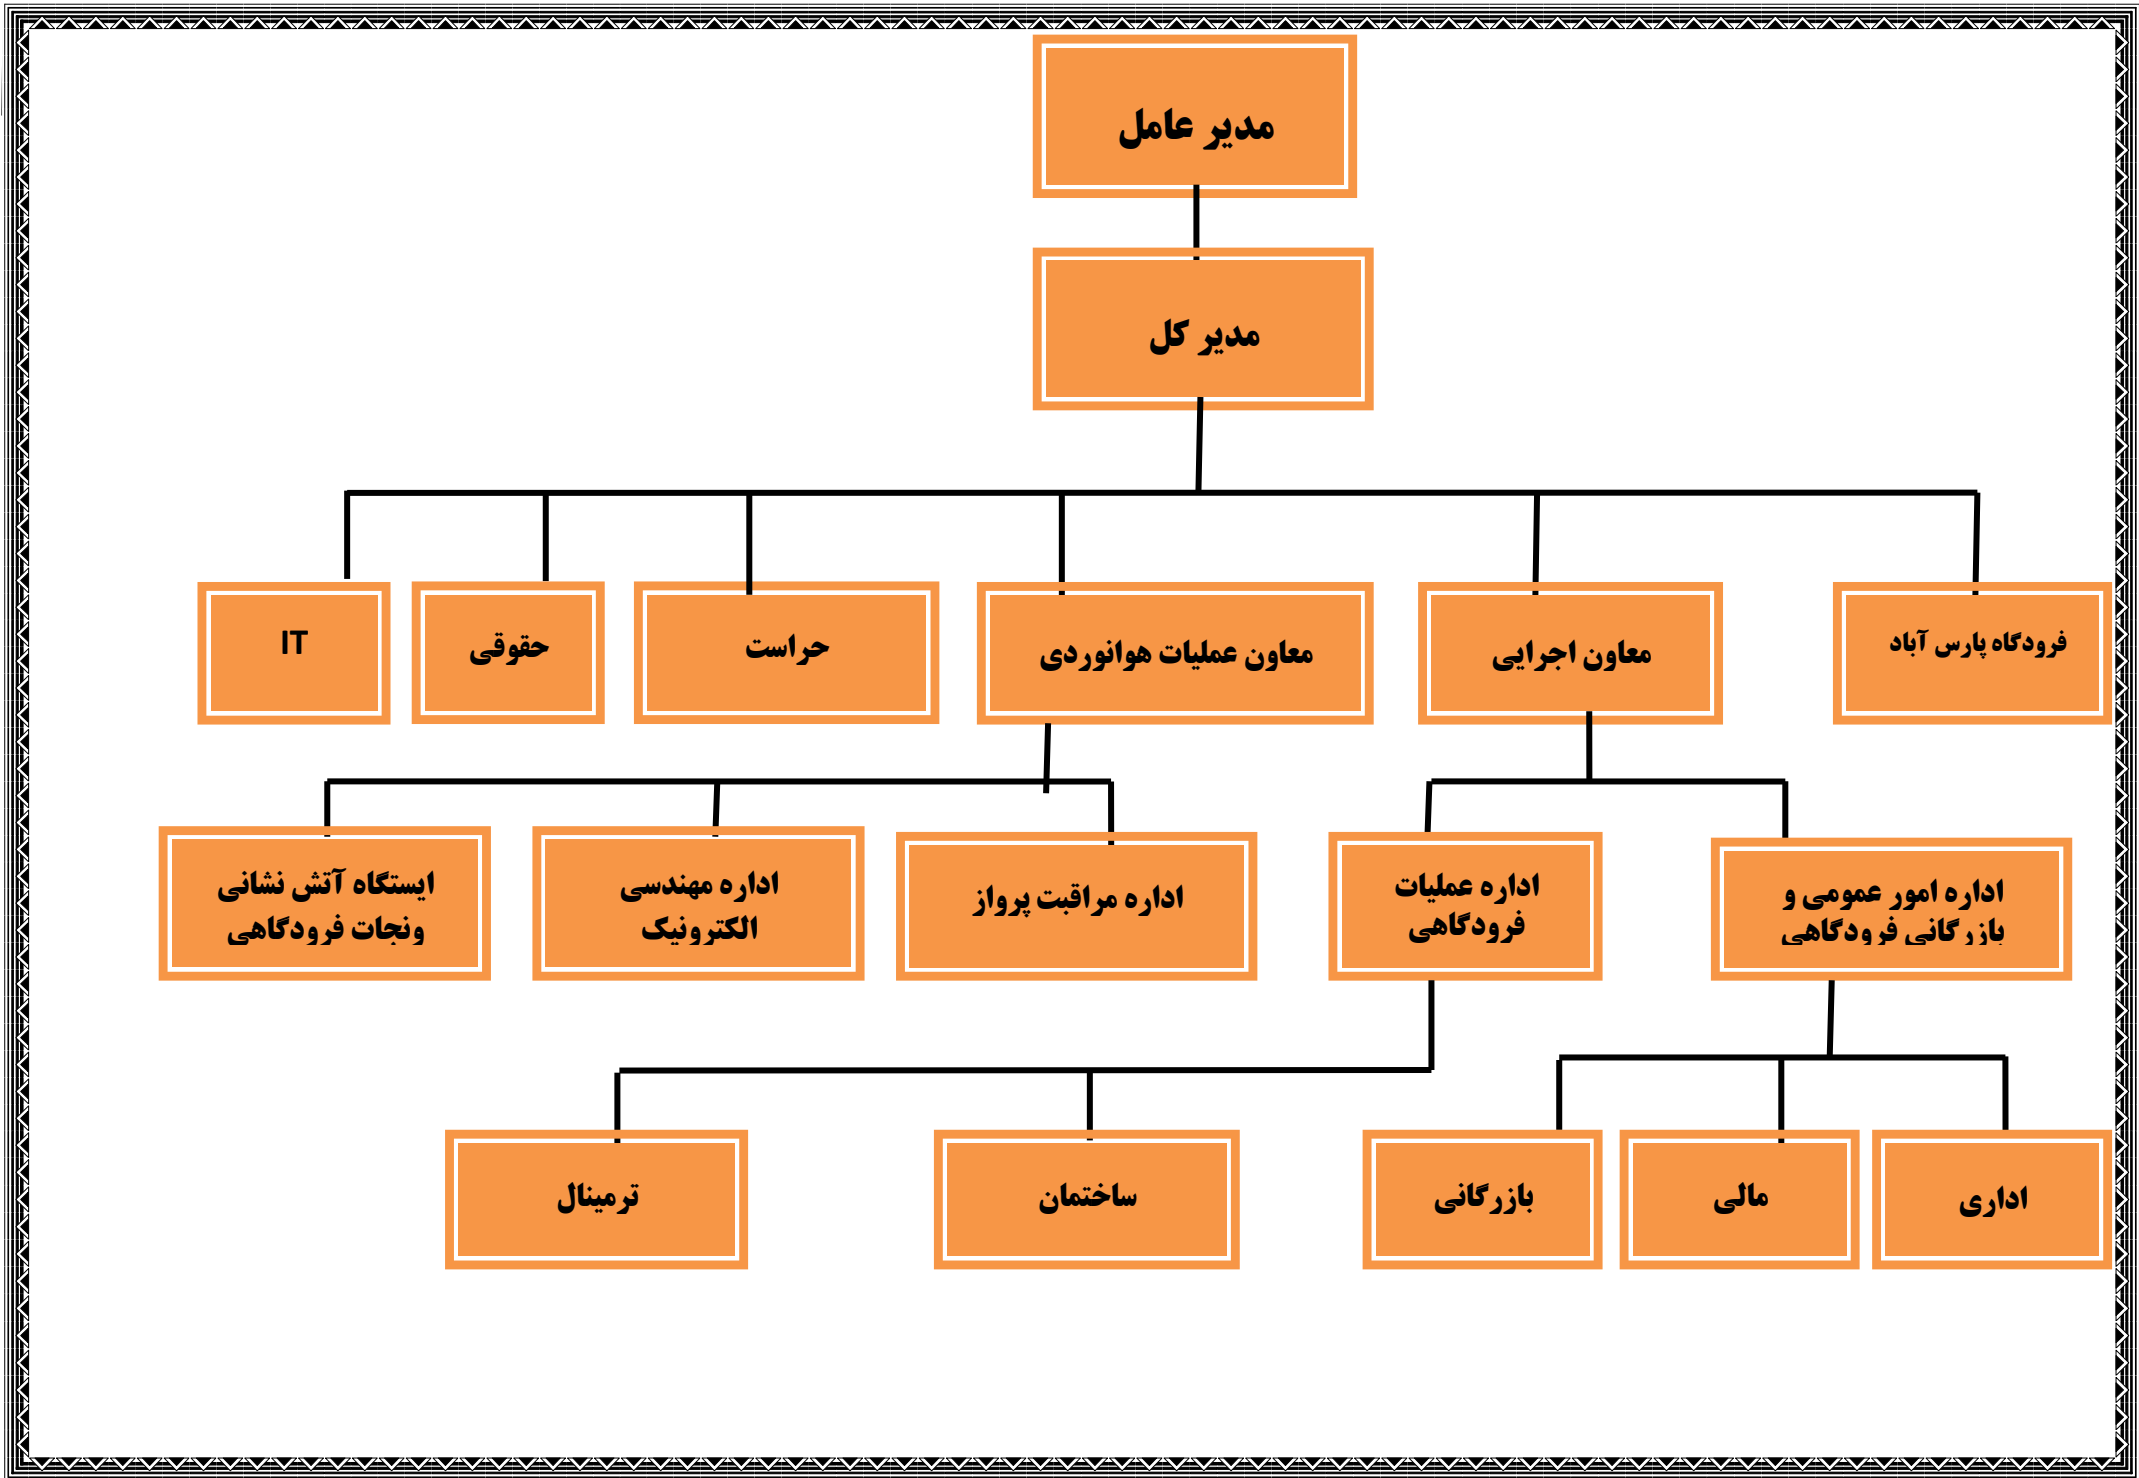 مدیر عامل
مدیر کل
فرودگاه پارس آباد
معاون اجرایی
معاون عملیات هوانوردی
حراست
حقوقی
IT
اداره امور عمومی و
بازرگانی فرودگاهی
اداره عملیات
فرودگاهی
اداره مراقبت پرواز
اداره مهندسی
الکترونیک
ایستگاه آتش نشانی
ونجات فرودگاهی
اداری
مالی
بازرگانی
ساختمان
ترمینال